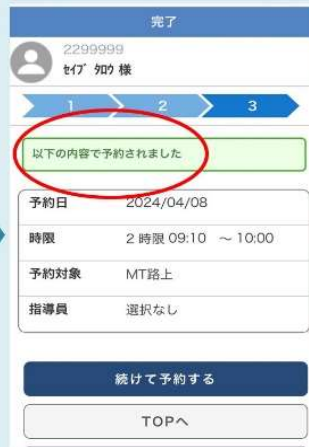 完了
2299999
ｾｲﾌﾞ ﾀﾛｳ 様
1 2 3
以下の内容で予約されました
予約日 2024/04/08
時限 2 時限 09:10 ～ 10:00
予約対象 MT路上
指導員 選択なし
続けて予約する
TOPへ